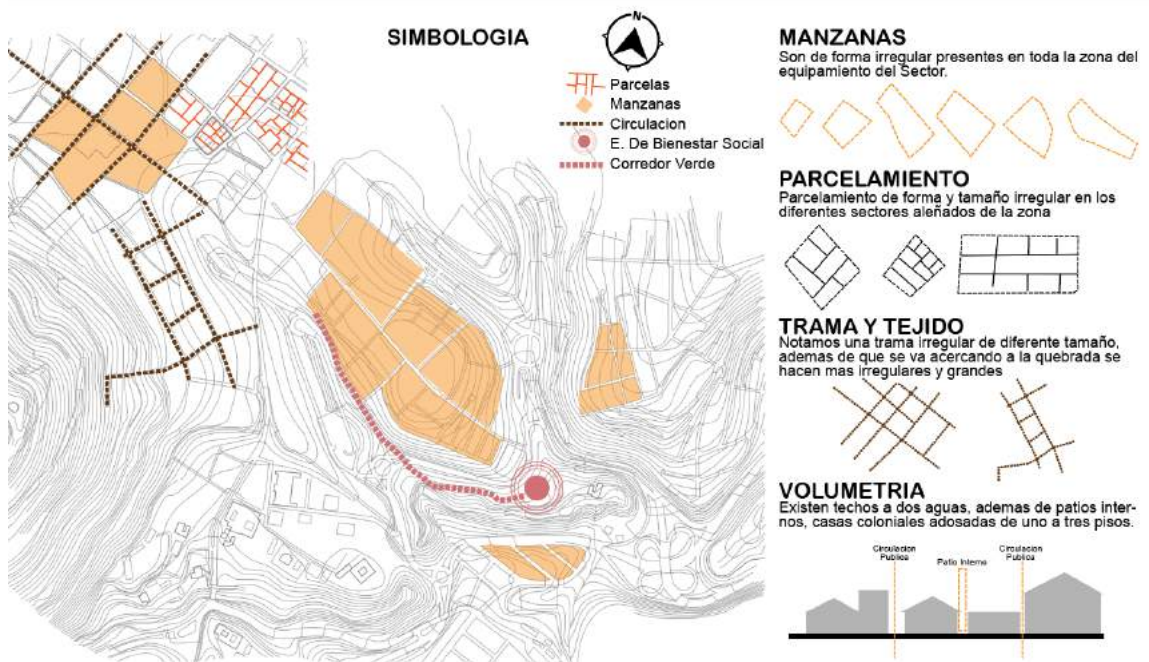 SIMBOLOGIA
N
Parcelas
Manzanas
Circulacion
E. De Bienestar Social
Corredor Verde
MANZANAS
Son de forma irregular presentes en toda la zona del
equipamiento del Sector.
PARCELAMIENTO
Parcelamiento de forma y tamaño irregular en los
diferentes sectores aleñados de la zona
TRAMA Y TEJIDO
Notamos una trama irregular de diferente tamaño,
ademas de que se va acercando a la quebrada se
hacen mas irregulares y grandes
VOLUMETRIA
Existen techos a dos aguas, ademas de patios inter-
nos, casas coloniales adosadas de uno a tres pisos.
Circulacion
Publica
Patio Interno
Circulacion
Publica